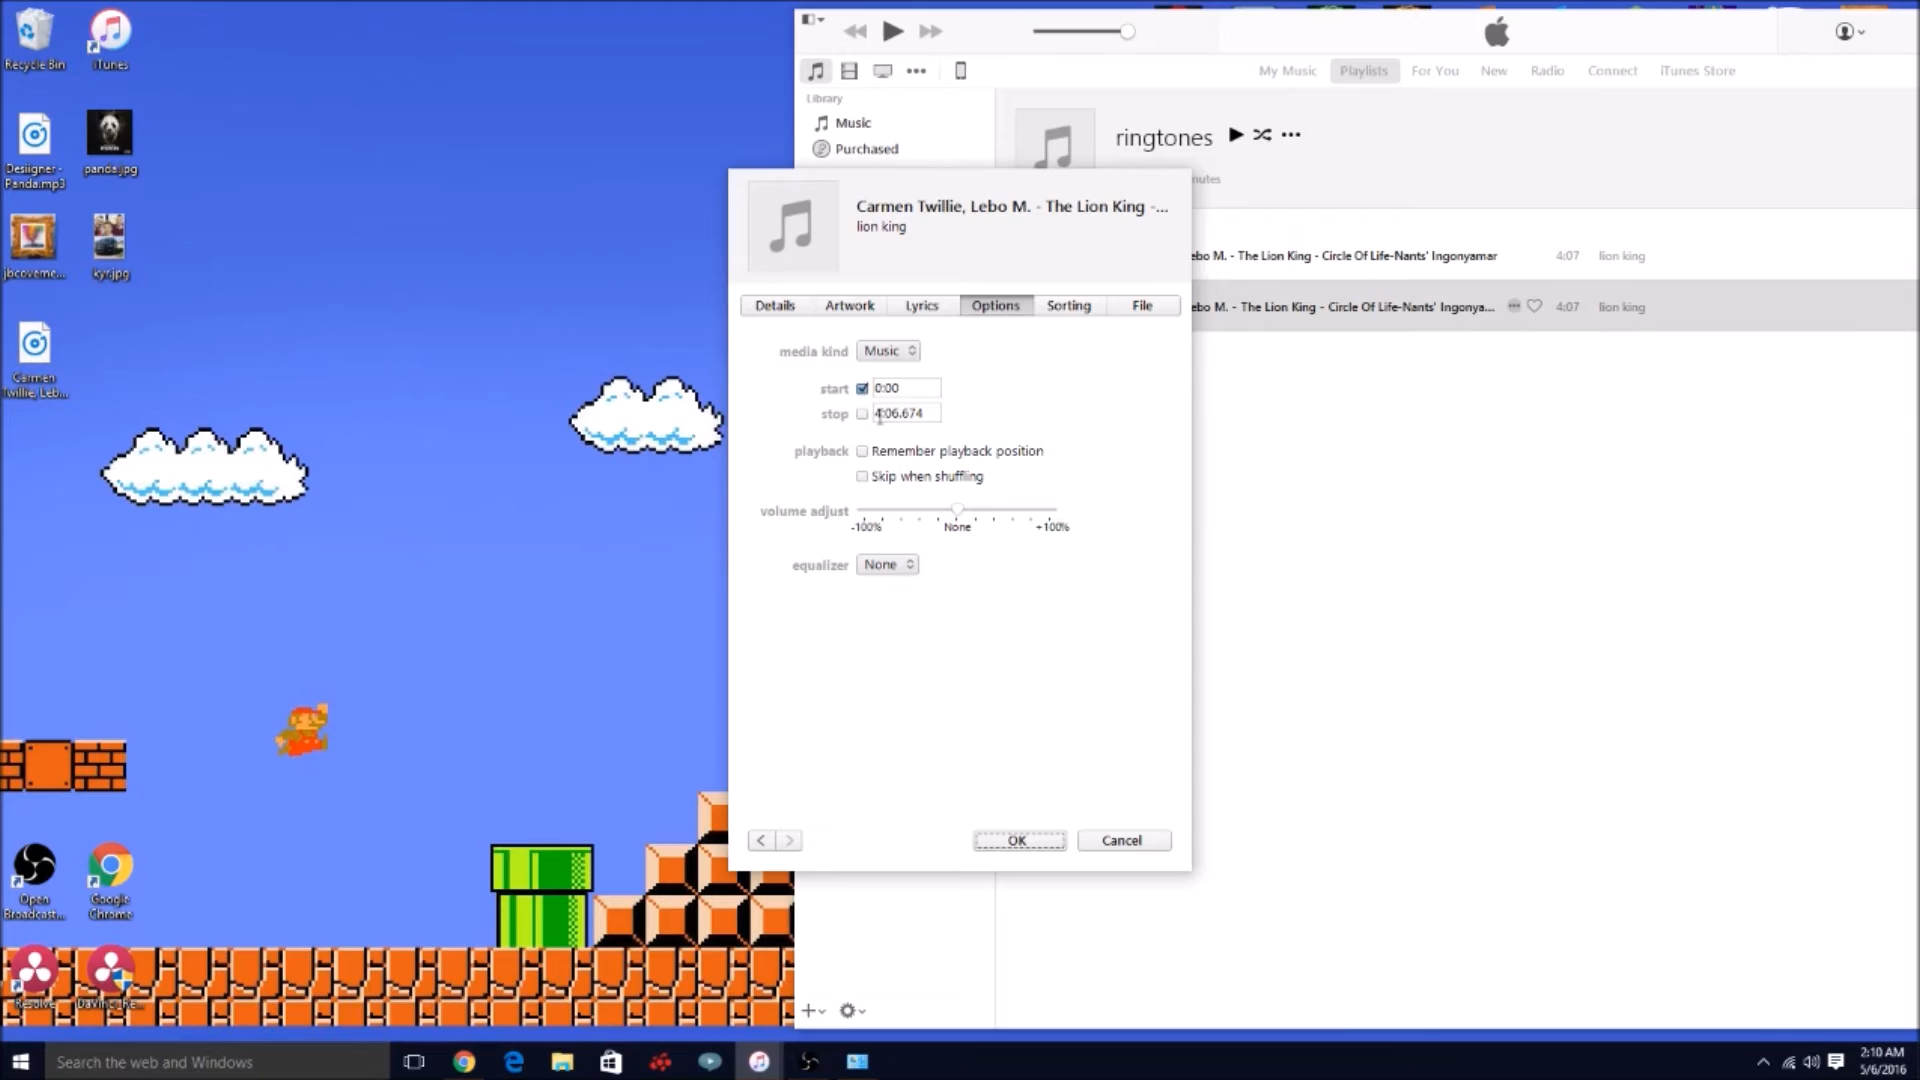 Recycle Bin
iTunes
Desiigner - Panda.mp3
panda.jpg
jbcoveme...
kyr.jpg
Carmen Twillie, Leb...
Open Broadcast...
Google Chrome
Resolve
DaVinci Re...
My Music
Playlists
For You
New
Radio
Connect
iTunes Store
Library
Music
Purchased
ringtones
nutes
Carmen Twillie, Lebo M. - The Lion King -...
lion king
ebo M. - The Lion King - Circle Of Life-Nants' Ingonyamar 4:07 lion king
ebo M. - The Lion King - Circle Of Life-Nants' Ingonya... 4:07 lion king
Details
Artwork
Lyrics
Options
Sorting
File
media kind Music
start 0:00
stop 4:06.674
playback Remember playback position
Skip when shuffling
volume adjust
-100% None +100%
equalizer None
OK
Cancel
Search the web and Windows
2:10 AM
5/6/2016